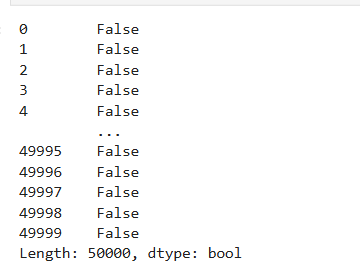 0 False
1 False
2 False
3 False
4 False
...
49995 False
49996 False
49997 False
49998 False
49999 False
Length: 50000, dtype: bool